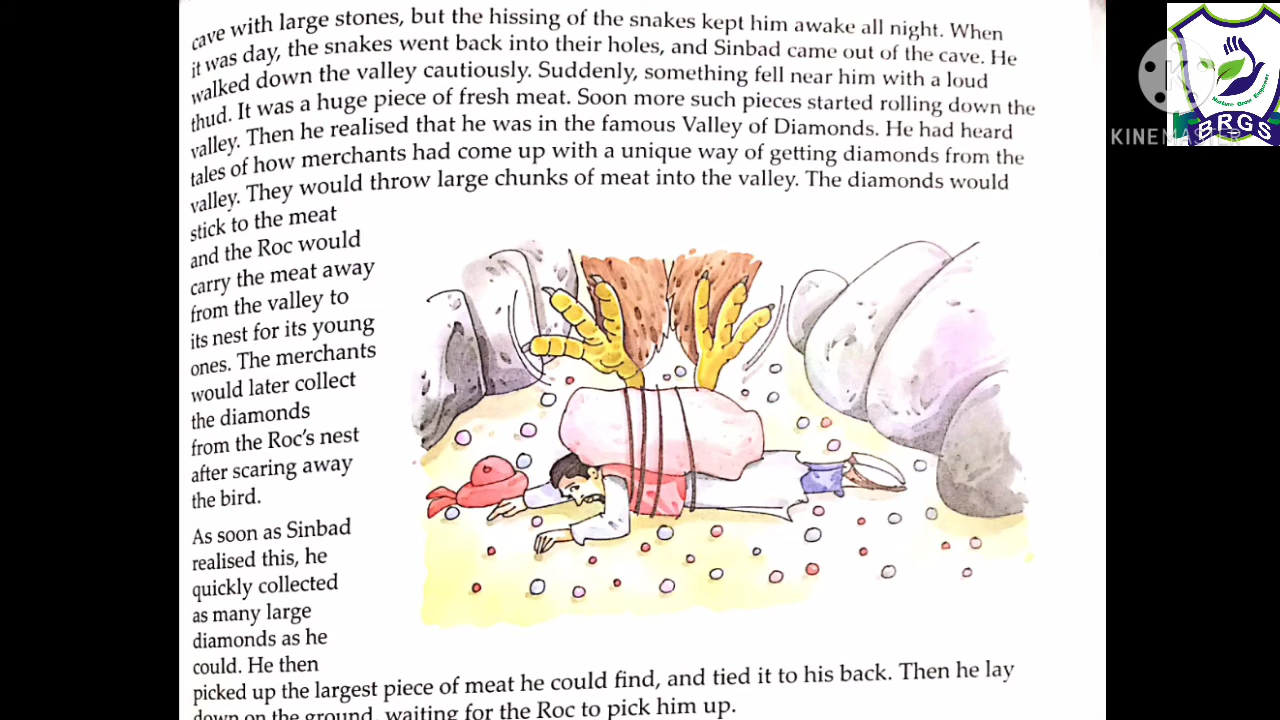 cave with large stones, but the hissing of the snakes kept him awake all night. When
it was day, the snakes went back into their holes, and Sinbad came out of the cave. He
walked down the valley cautiously. Suddenly, something fell near him with a loud
thud. It was a huge piece of fresh meat. Soon more such pieces started rolling down the
valley. Then he realised that he was in the famous Valley of Diamonds. He had heard
tales of how merchants had come up with a unique way of getting diamonds from the
valley. They would throw large chunks of meat into the valley. The diamonds would
stick to the meat
and the Roc would
carry the meat away
from the valley to
its nest for its young
ones. The merchants
would later collect
the diamonds
from the Roc's nest
after scaring away
the bird.
As soon as Sinbad
realised this, he
quickly collected
as many large
diamonds as he
could. He then
picked up the largest piece of meat he could find, and tied it to his back. Then he lay
down on the ground, waiting for the Roc to pick him up.
Nurture Grow Empower
BRGS
KINEMASTER